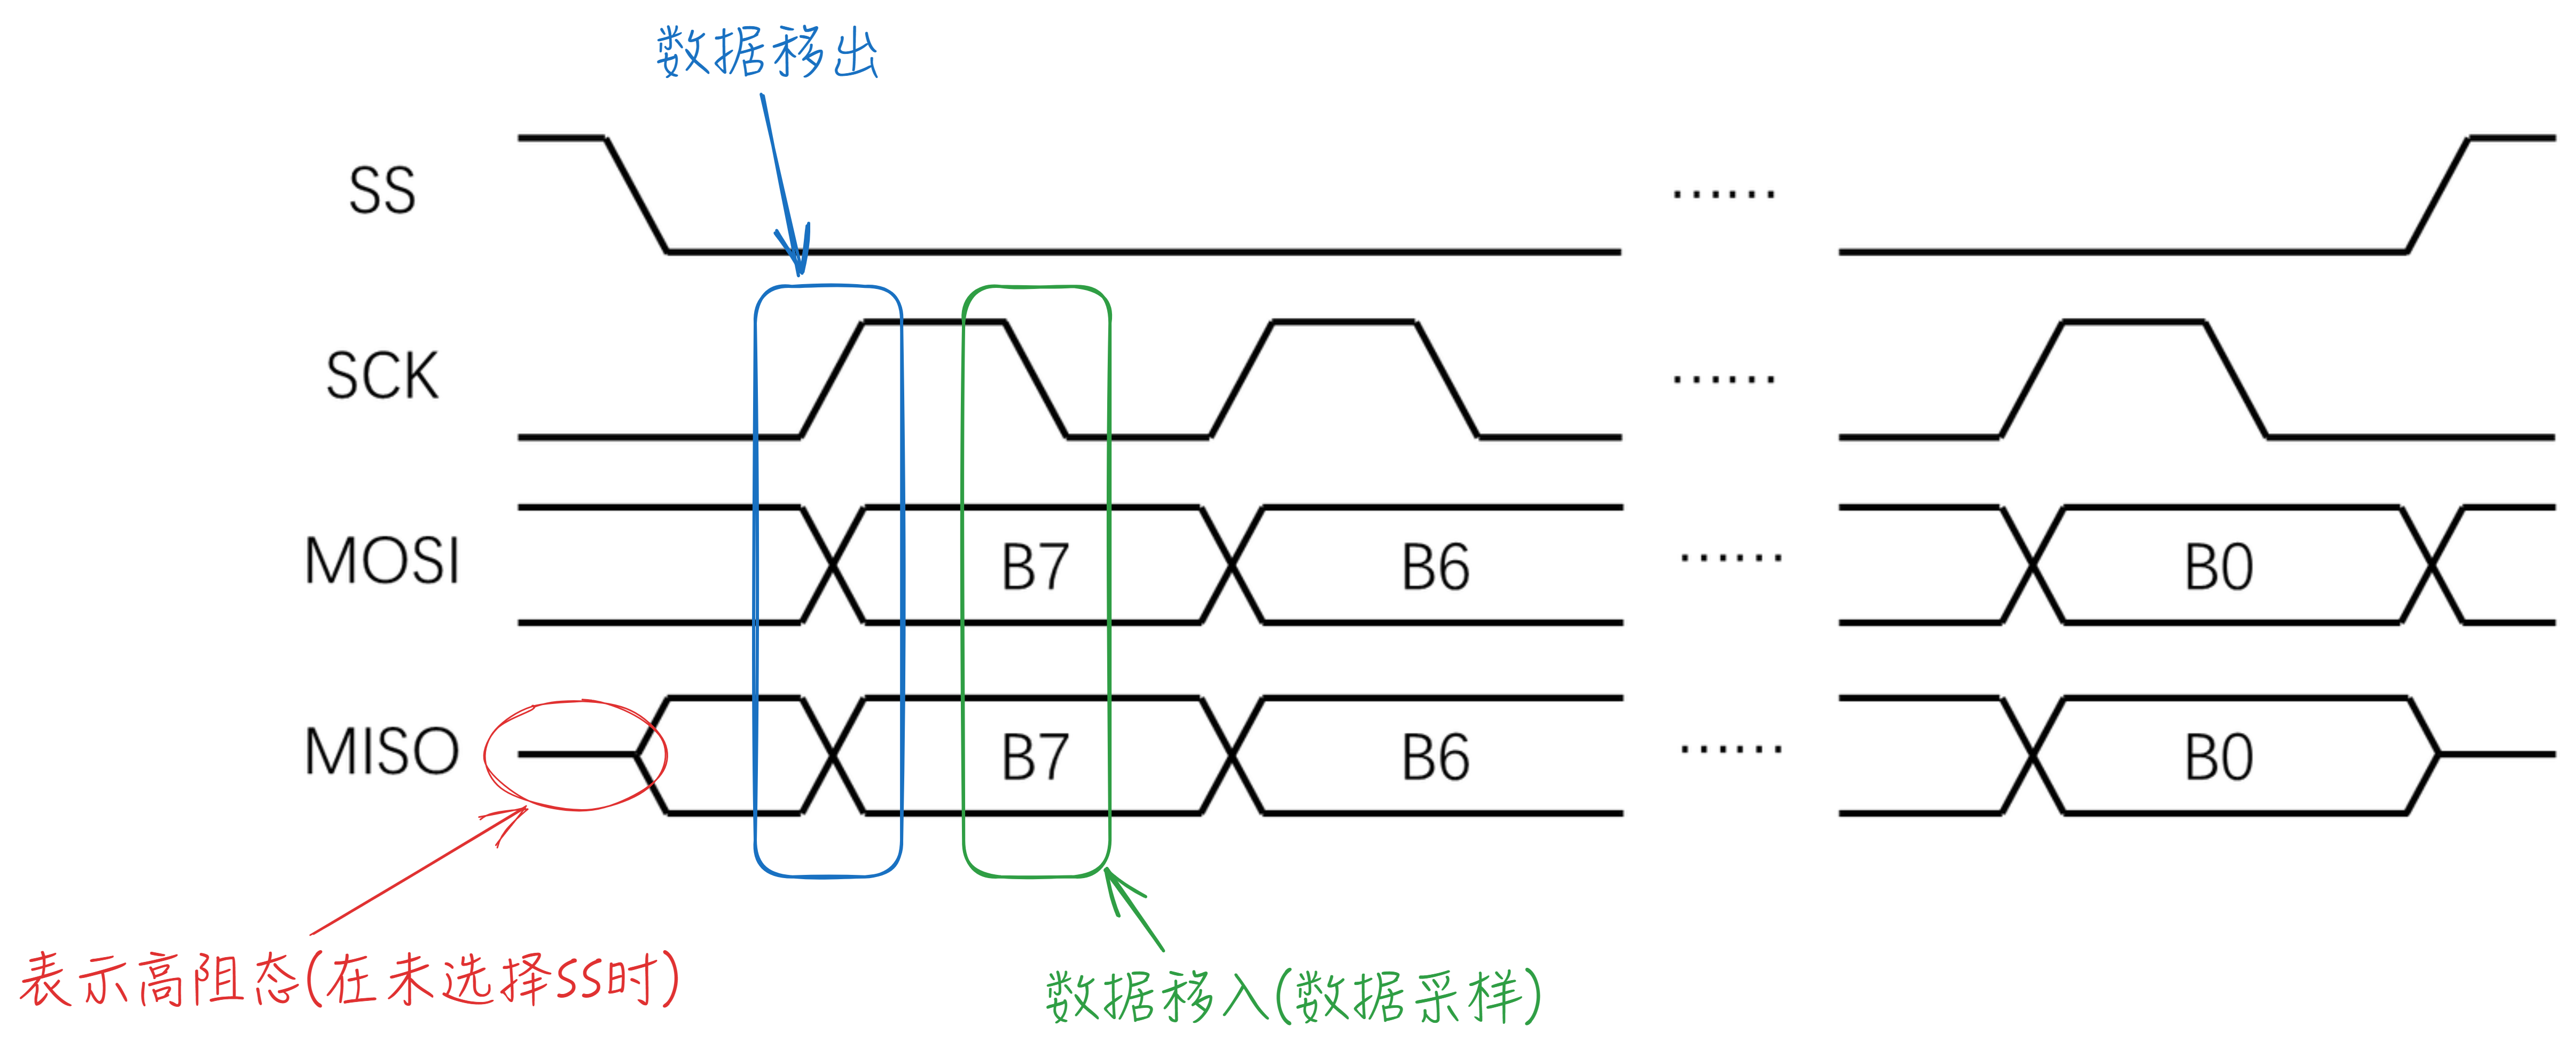 数据移出
SS
……
SCK
……
MOSI
B7
B6
……
B0
MISO
B7
B6
……
B0
表示高阻态(在未选择SS时)
数据移入(数据采样)